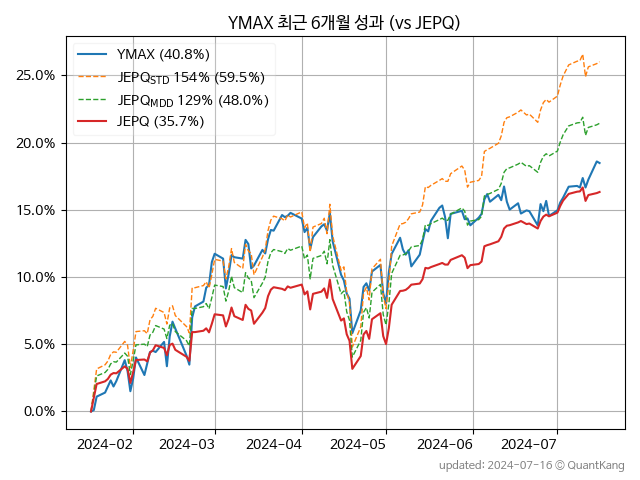 YMAX 최근 6개월 성과 (vs JEPQ)
YMAX (40.8%)
JEPQSTD 154% (59.5%)
JEPQMDD 129% (48.0%)
JEPQ (35.7%)
25.0%
20.0%
15.0%
10.0%
5.0%
0.0%
2024-02 2024-03 2024-04 2024-05 2024-06 2024-07
updated: 2024-07-16 © QuantKang